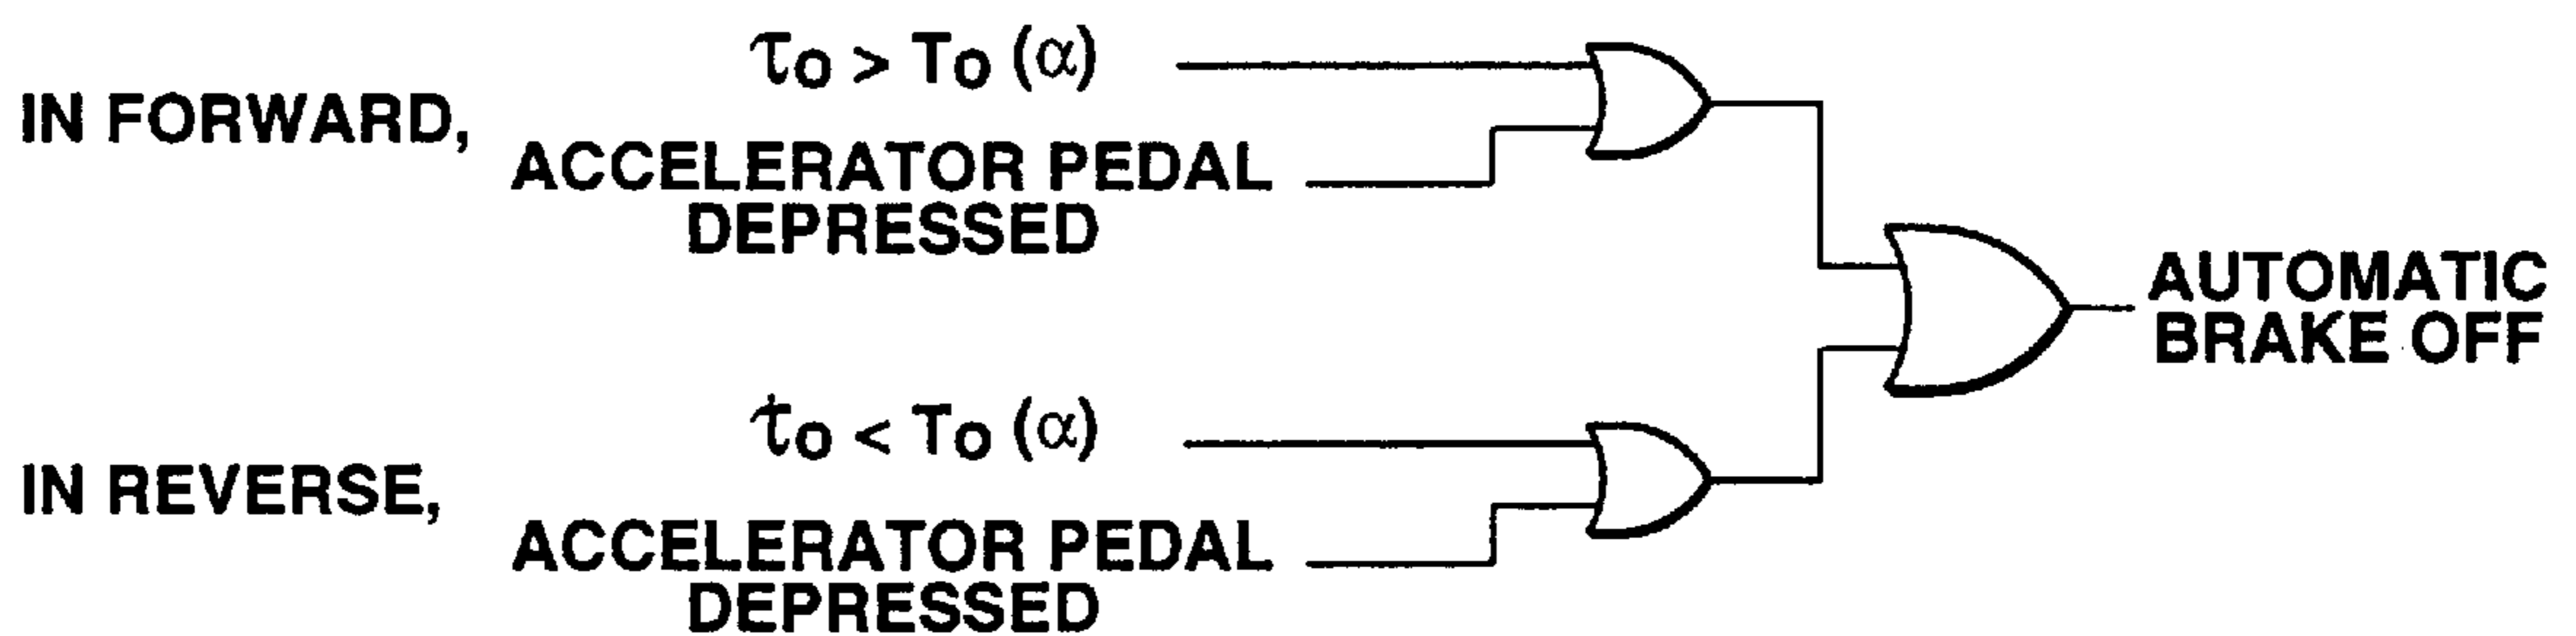 τo > To (α)
IN FORWARD,
ACCELERATOR PEDAL
DEPRESSED
AUTOMATIC
BRAKE OFF
τo < To (α)
IN REVERSE,
ACCELERATOR PEDAL
DEPRESSED